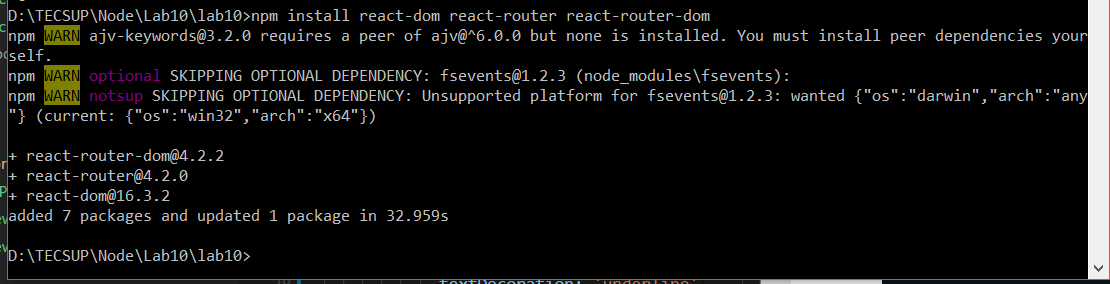 D:\TECSUP\Node\Lab10\lab10>npm install react-dom react-router react-router-dom
npm WARN ajv-keywords@3.2.0 requires a peer of ajv@^6.0.0 but none is installed. You must install peer dependencies your
self.
npm WARN optional SKIPPING OPTIONAL DEPENDENCY: fsevents@1.2.3 (node_modules\fsevents):
npm WARN notsup SKIPPING OPTIONAL DEPENDENCY: Unsupported platform for fsevents@1.2.3: wanted {"os":"darwin","arch":"any
"} (current: {"os":"win32","arch":"x64"})
+ react-router-dom@4.2.2
+ react-router@4.2.0
+ react-dom@16.3.2
added 7 packages and updated 1 package in 32.959s
D:\TECSUP\Node\Lab10\lab10>
textDecoration: 'underline'